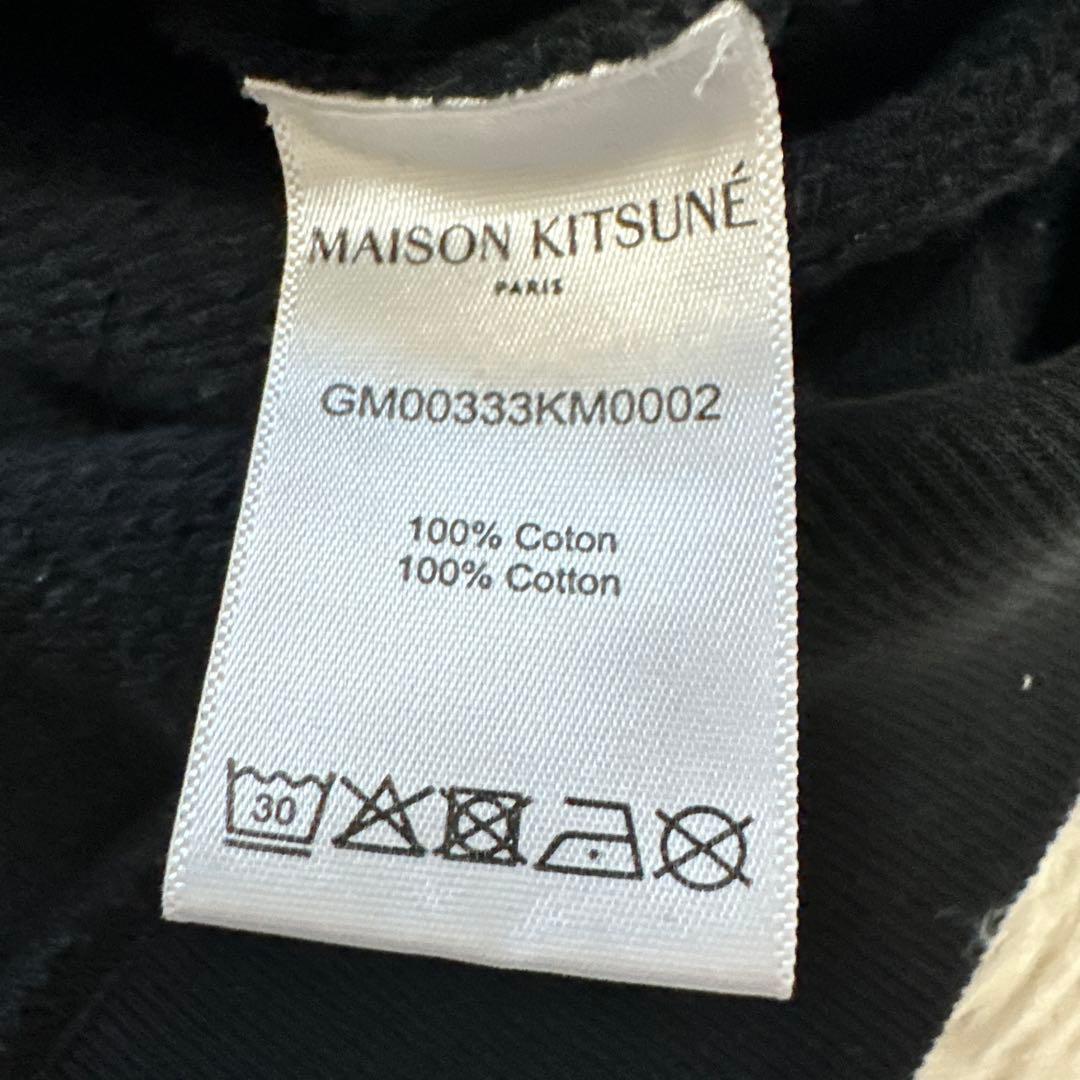 MAISON KITSUNÉ
PARIS
GM00333KM0002
100% Coton
100% Cotton
30